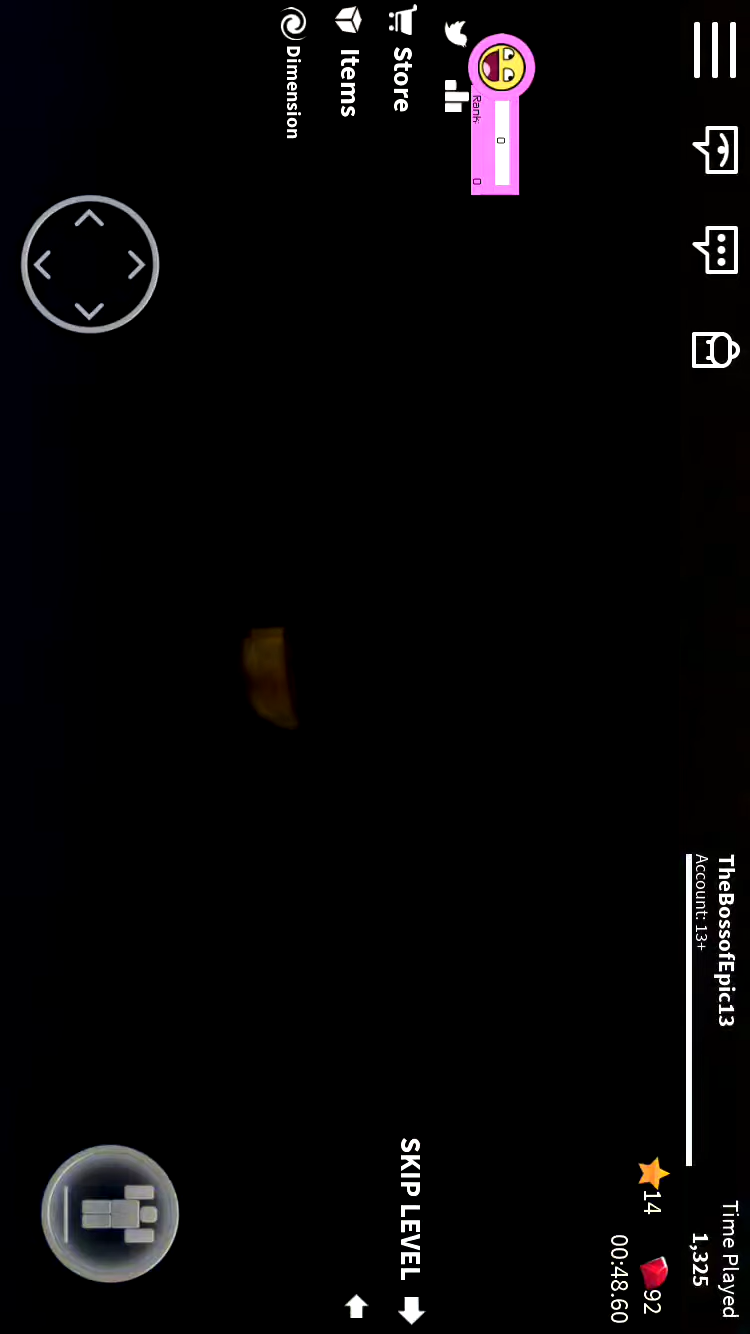 TheBossofEpic13
Account: 13+
Time Played
1,325
14
92
00:48.60
0
Rank:
0
Store
Items
Dimension
SKIP LEVEL